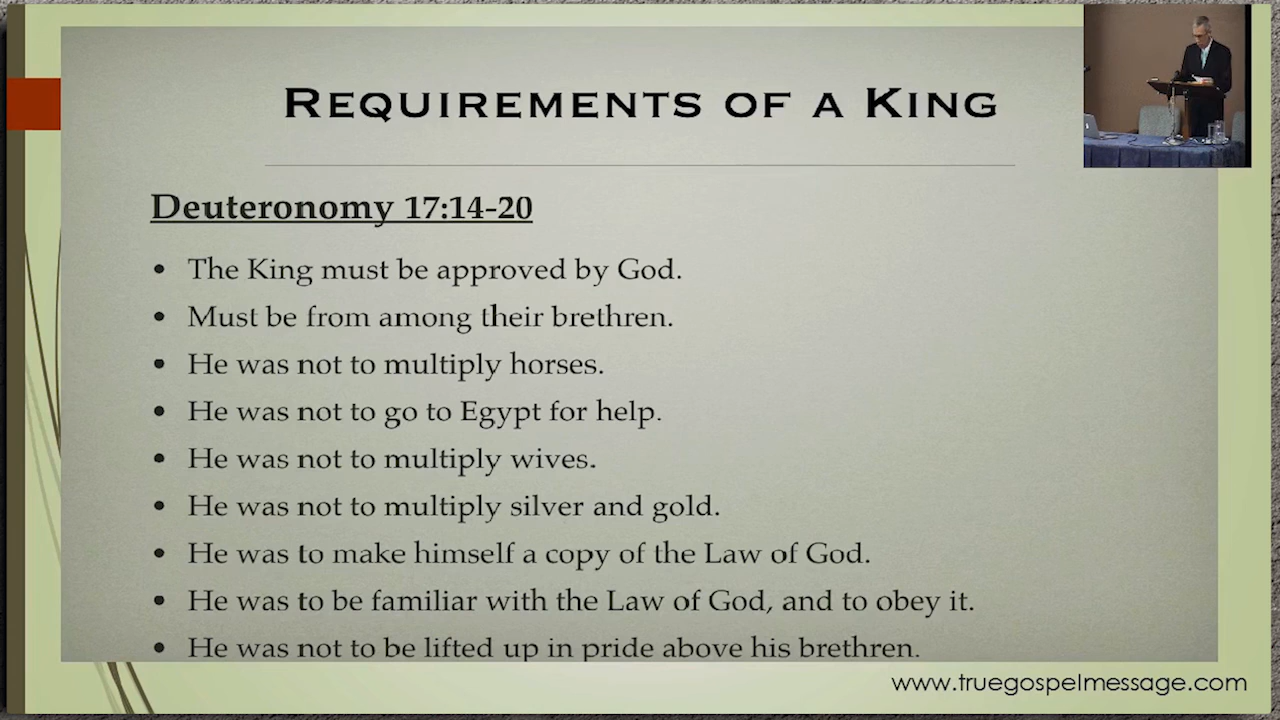 Requirements of a King
Deuteronomy 17:14-20
• The King must be approved by God.
• Must be from among their brethren.
• He was not to multiply horses.
• He was not to go to Egypt for help.
• He was not to multiply wives.
• He was not to multiply silver and gold.
• He was to make himself a copy of the Law of God.
• He was to be familiar with the Law of God, and to obey it.
• He was not to be lifted up in pride above his brethren.
www.truegospelmessage.com